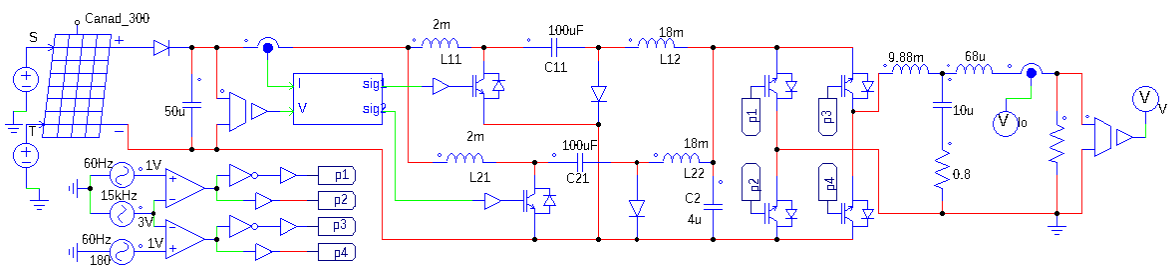 Canad_300
S
+
T
−
50u
I
V
sig1
sig2
2m
L11
100uF
C11
18m
L12
2m
L21
100uF
C21
18m
L22
C2
4u
p1
p3
p2
p4
9.88m
68u
10u
0.8
V
Io
V
V
60Hz
1V
15kHz
3V
60Hz
1V
180
+
−
−
+
p1
p2
p3
p4